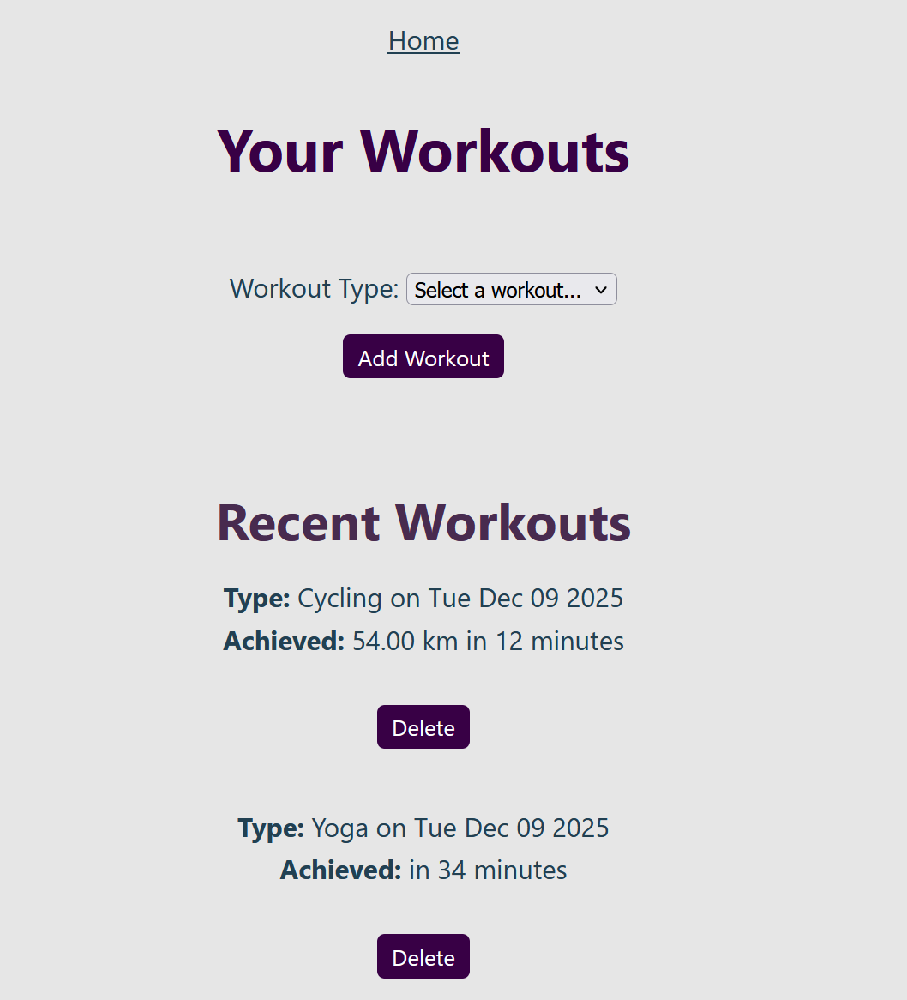 Home
Your Workouts
Workout Type: Select a workout...
Add Workout
Recent Workouts
Type: Cycling on Tue Dec 09 2025
Achieved: 54.00 km in 12 minutes
Delete
Type: Yoga on Tue Dec 09 2025
Achieved: in 34 minutes
Delete